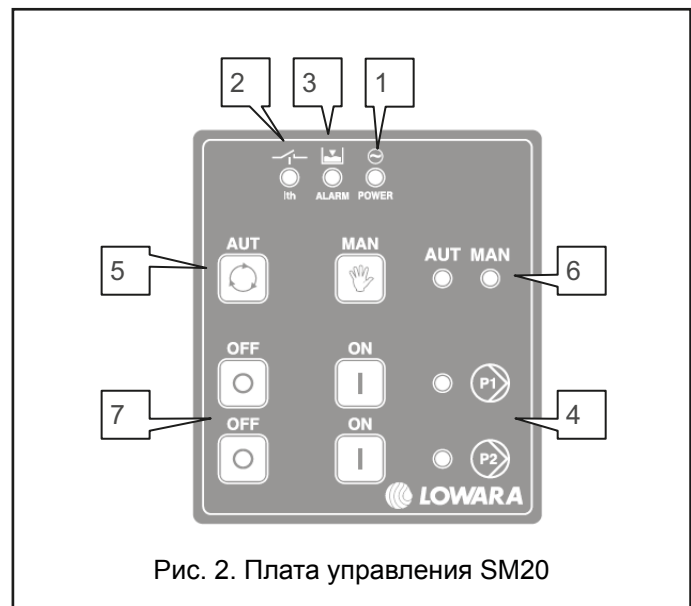 2 3 1
Ith ALARM POWER
5 AUT MAN AUT MAN 6
OFF ON P1
7 4
OFF ON P2
LOWARA
Рис. 2. Плата управления SM20